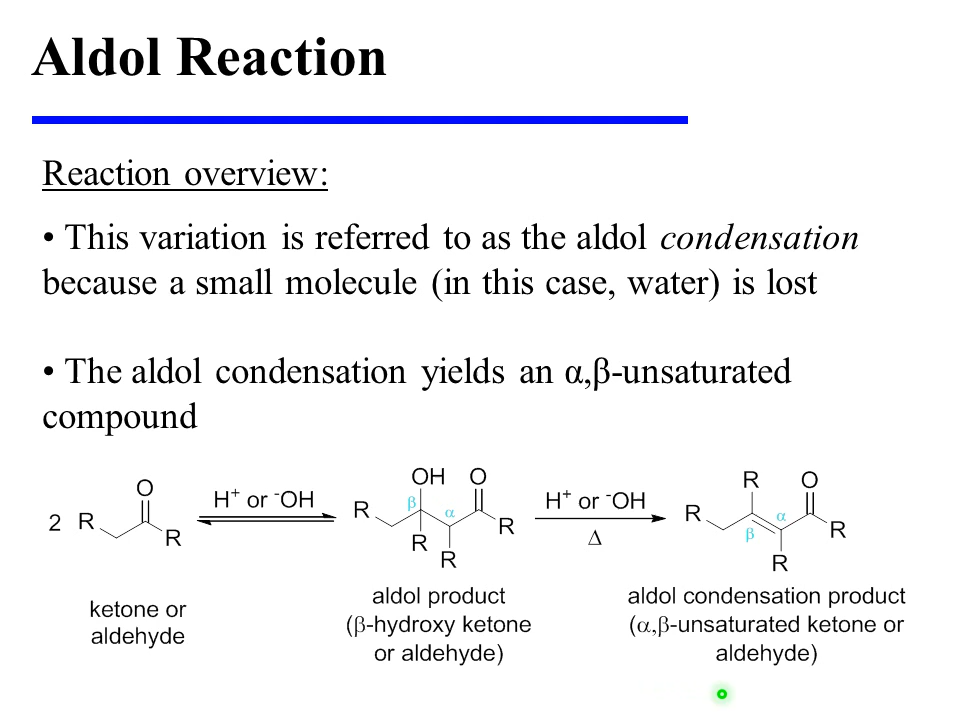 Aldol Reaction
Reaction overview:
• This variation is referred to as the aldol condensation
because a small molecule (in this case, water) is lost
• The aldol condensation yields an α,β-unsaturated
compound
2 R O R
H⁺ or ⁻OH
R OH O β α R R R
H⁺ or ⁻OH
Δ
R R O β α R R
ketone or
aldehyde
aldol product
(β-hydroxy ketone
or aldehyde)
aldol condensation product
(α,β-unsaturated ketone or
aldehyde)